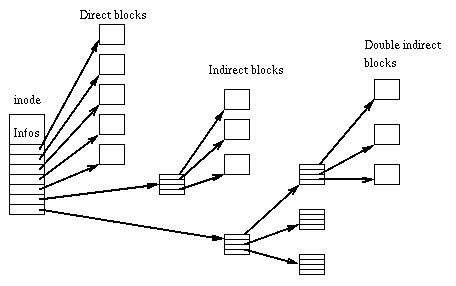 Direct blocks
Indirect blocks
Double indirect
blocks
inode
Infos